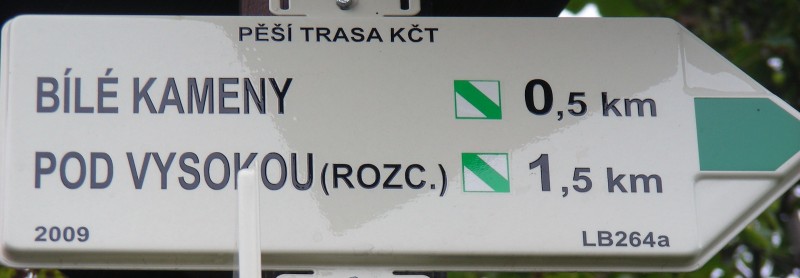 PĚŠÍ TRASA KČT
BÍLÉ KAMENY 0,5 km
POD VYSOKOU (ROZC.) 1,5 km
2009 LB264a